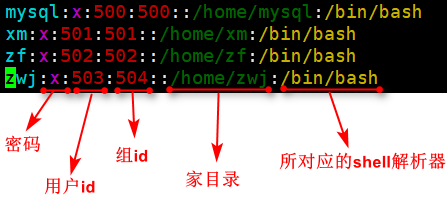 mysql:x:500:500::/home/mysql:/bin/bash
xm:x:501:501::/home/xm:/bin/bash
zf:x:502:502::/home/zf:/bin/bash
zwj:x:503:504::/home/zwj:/bin/bash
密码
用户id
组id
家目录
所对应的shell解析器